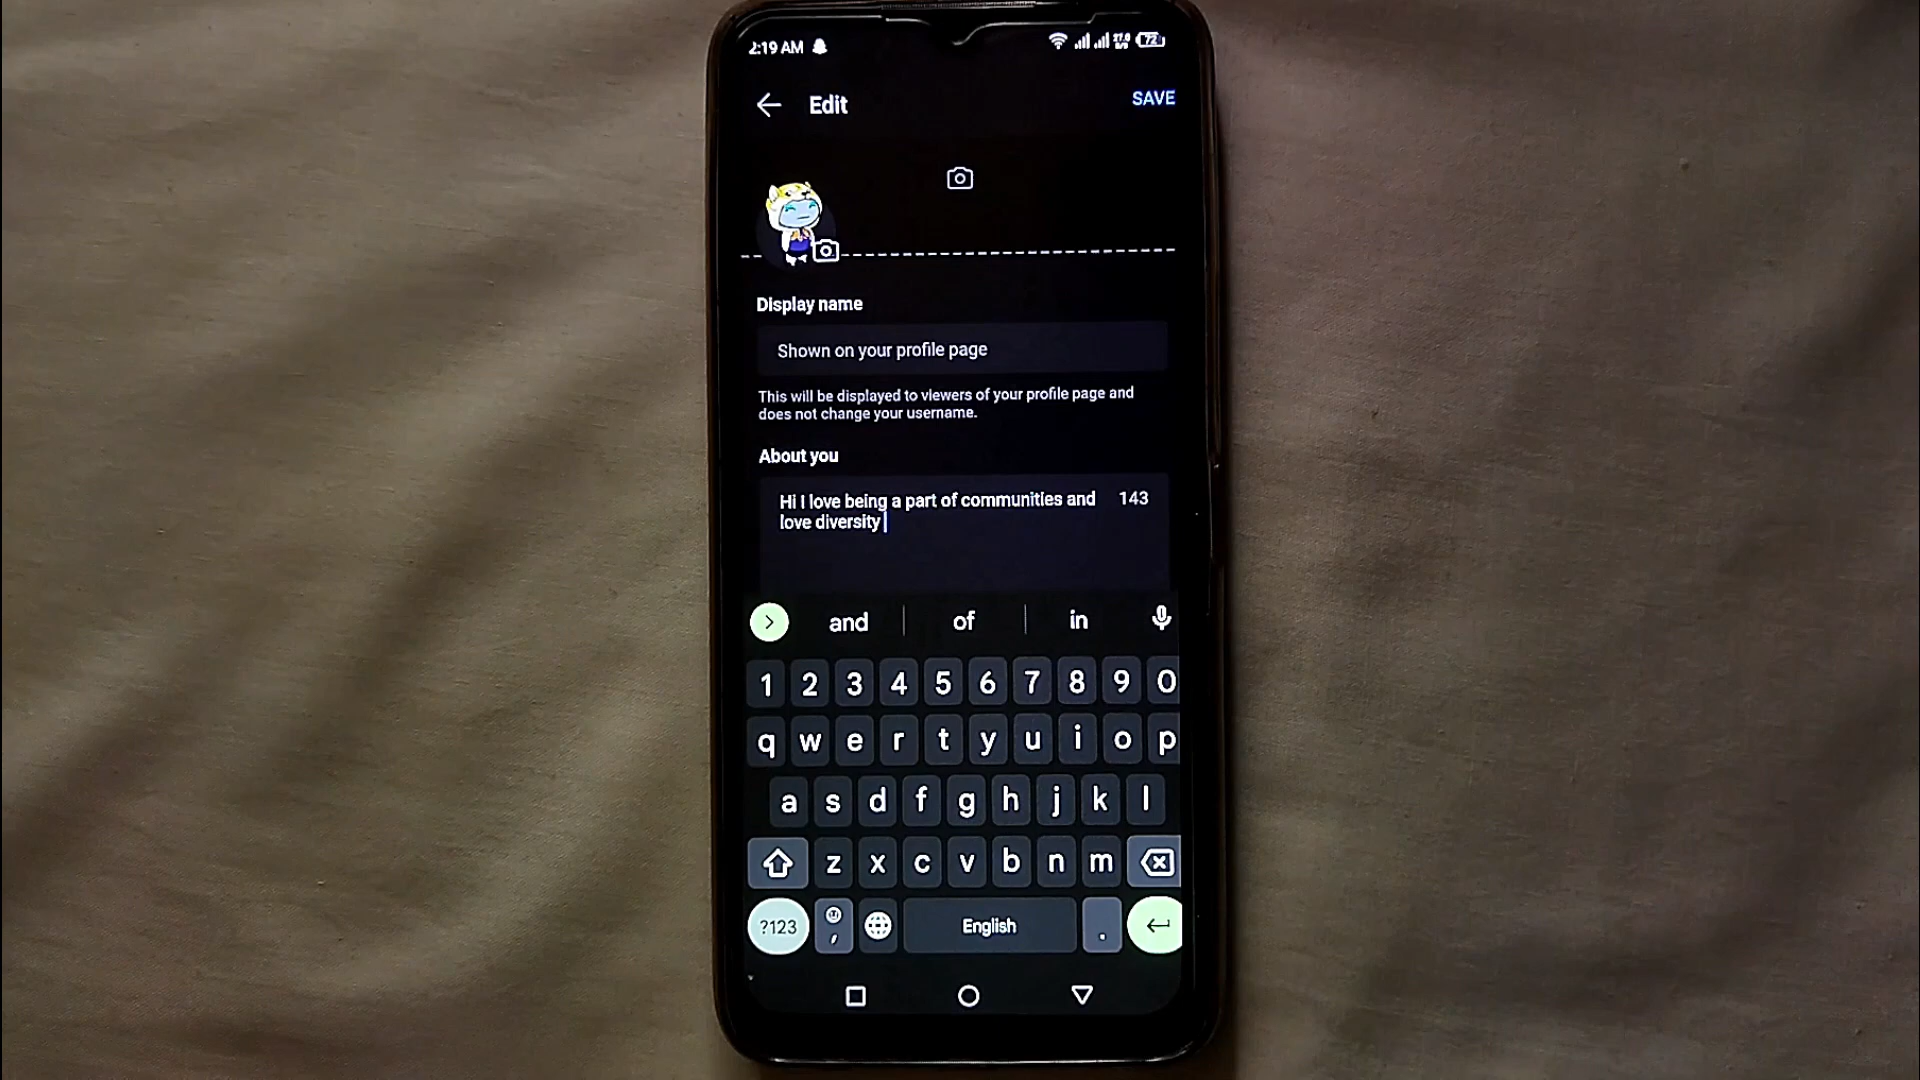 2:19 AM
72
Edit
SAVE
Display name
Shown on your profile page
This will be displayed to viewers of your profile page and
does not change your username.
About you
Hi I love being a part of communities and
love diversity
143
and of in
1 2 3 4 5 6 7 8 9 0
q w e r t y u i o p
a s d f g h j k l
z x c v b n m
?123 , English .